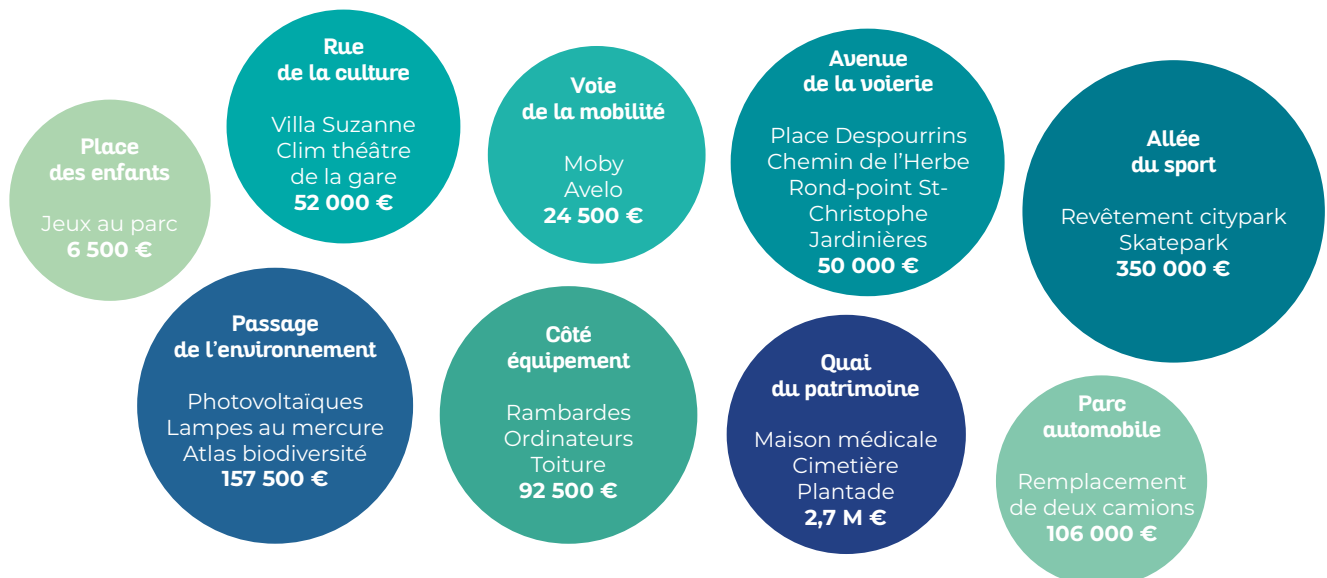 Place
des enfants
Jeux au parc
6 500 €
Rue
de la culture
Villa Suzanne
Clim théâtre
de la gare
52 000 €
Voie
de la mobilité
Moby
Avelo
24 500 €
Avenue
de la voierie
Place Despourrins
Chemin de l'Herbe
Rond-point St-
Christophe
Jardinières
50 000 €
Allée
du sport
Revêtement citypark
Skatepark
350 000 €
Passage
de l'environnement
Photovoltaïques
Lampes au mercure
Atlas biodiversité
157 500 €
Côté
équipement
Rambardes
Ordinateurs
Toiture
92 500 €
Quai
du patrimoine
Maison médicale
Cimetière
Plantade
2,7 M €
Parc
automobile
Remplacement
de deux camions
106 000 €